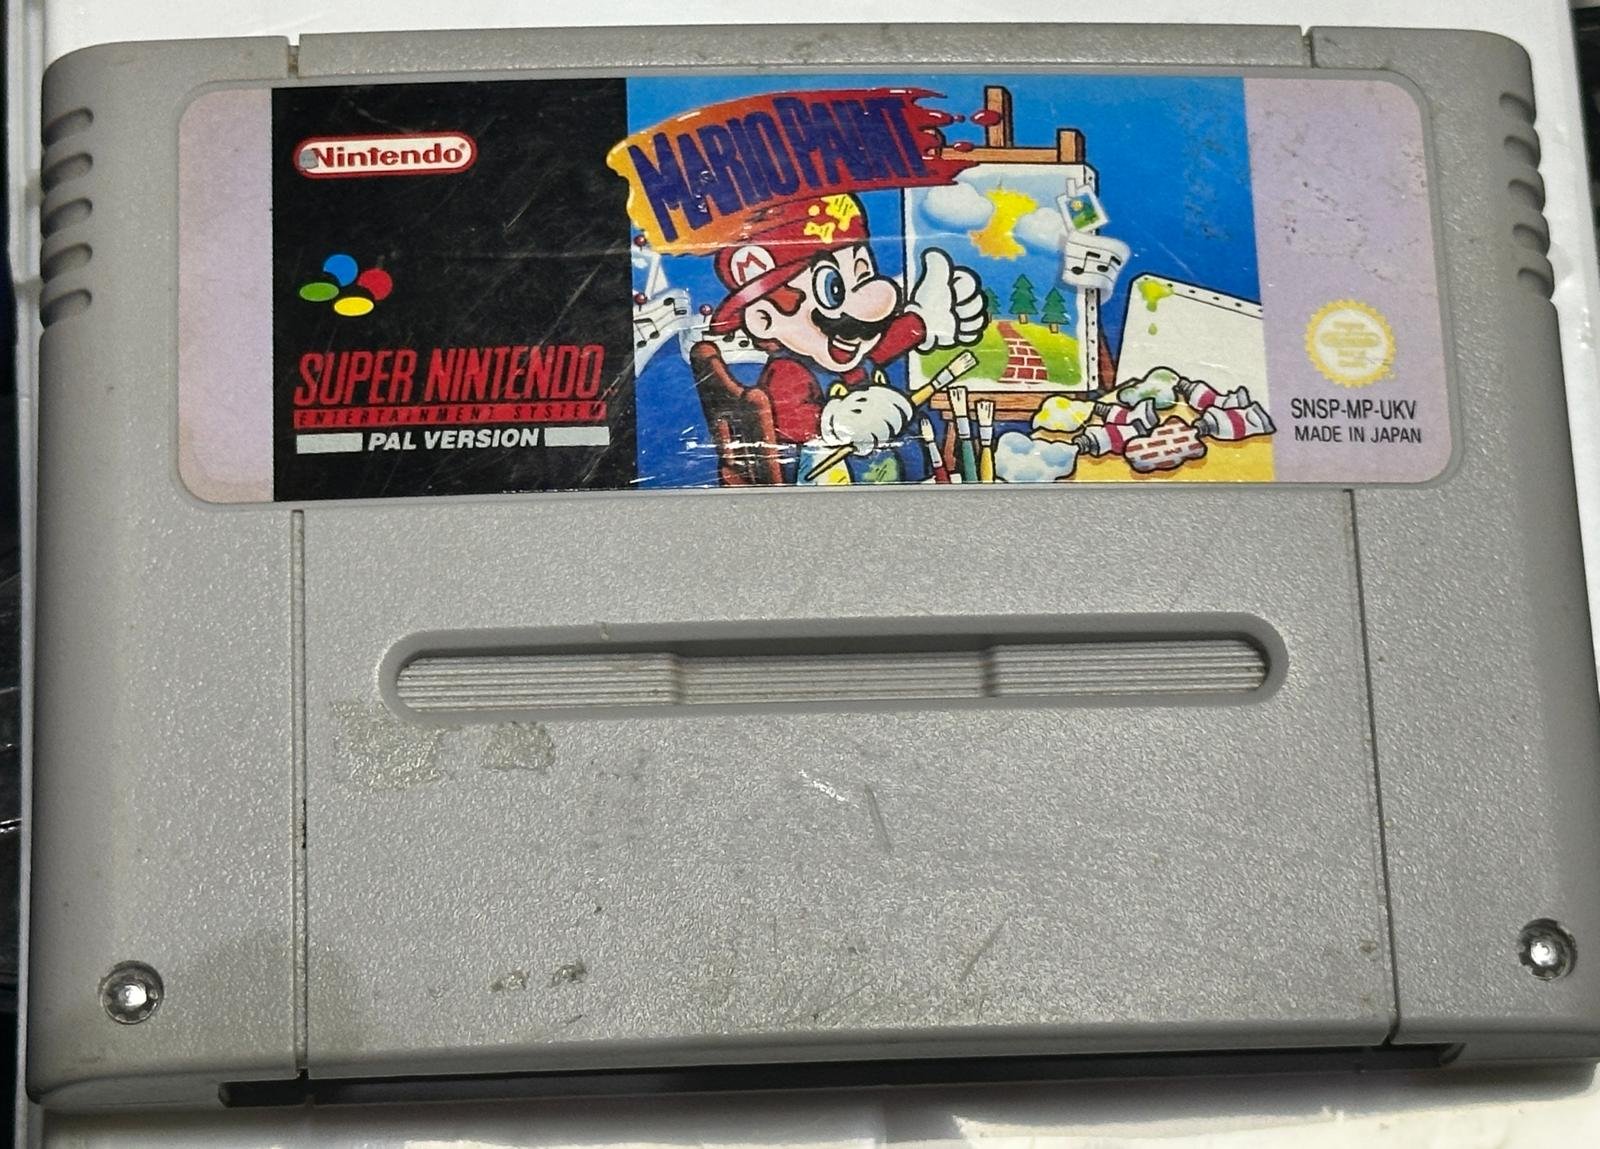 Nintendo®
MARIO PAINT
M
SUPER NINTENDO
ENTERTAINMENT SYSTEM
PAL VERSION
SNSP-MP-UKV
MADE IN JAPAN